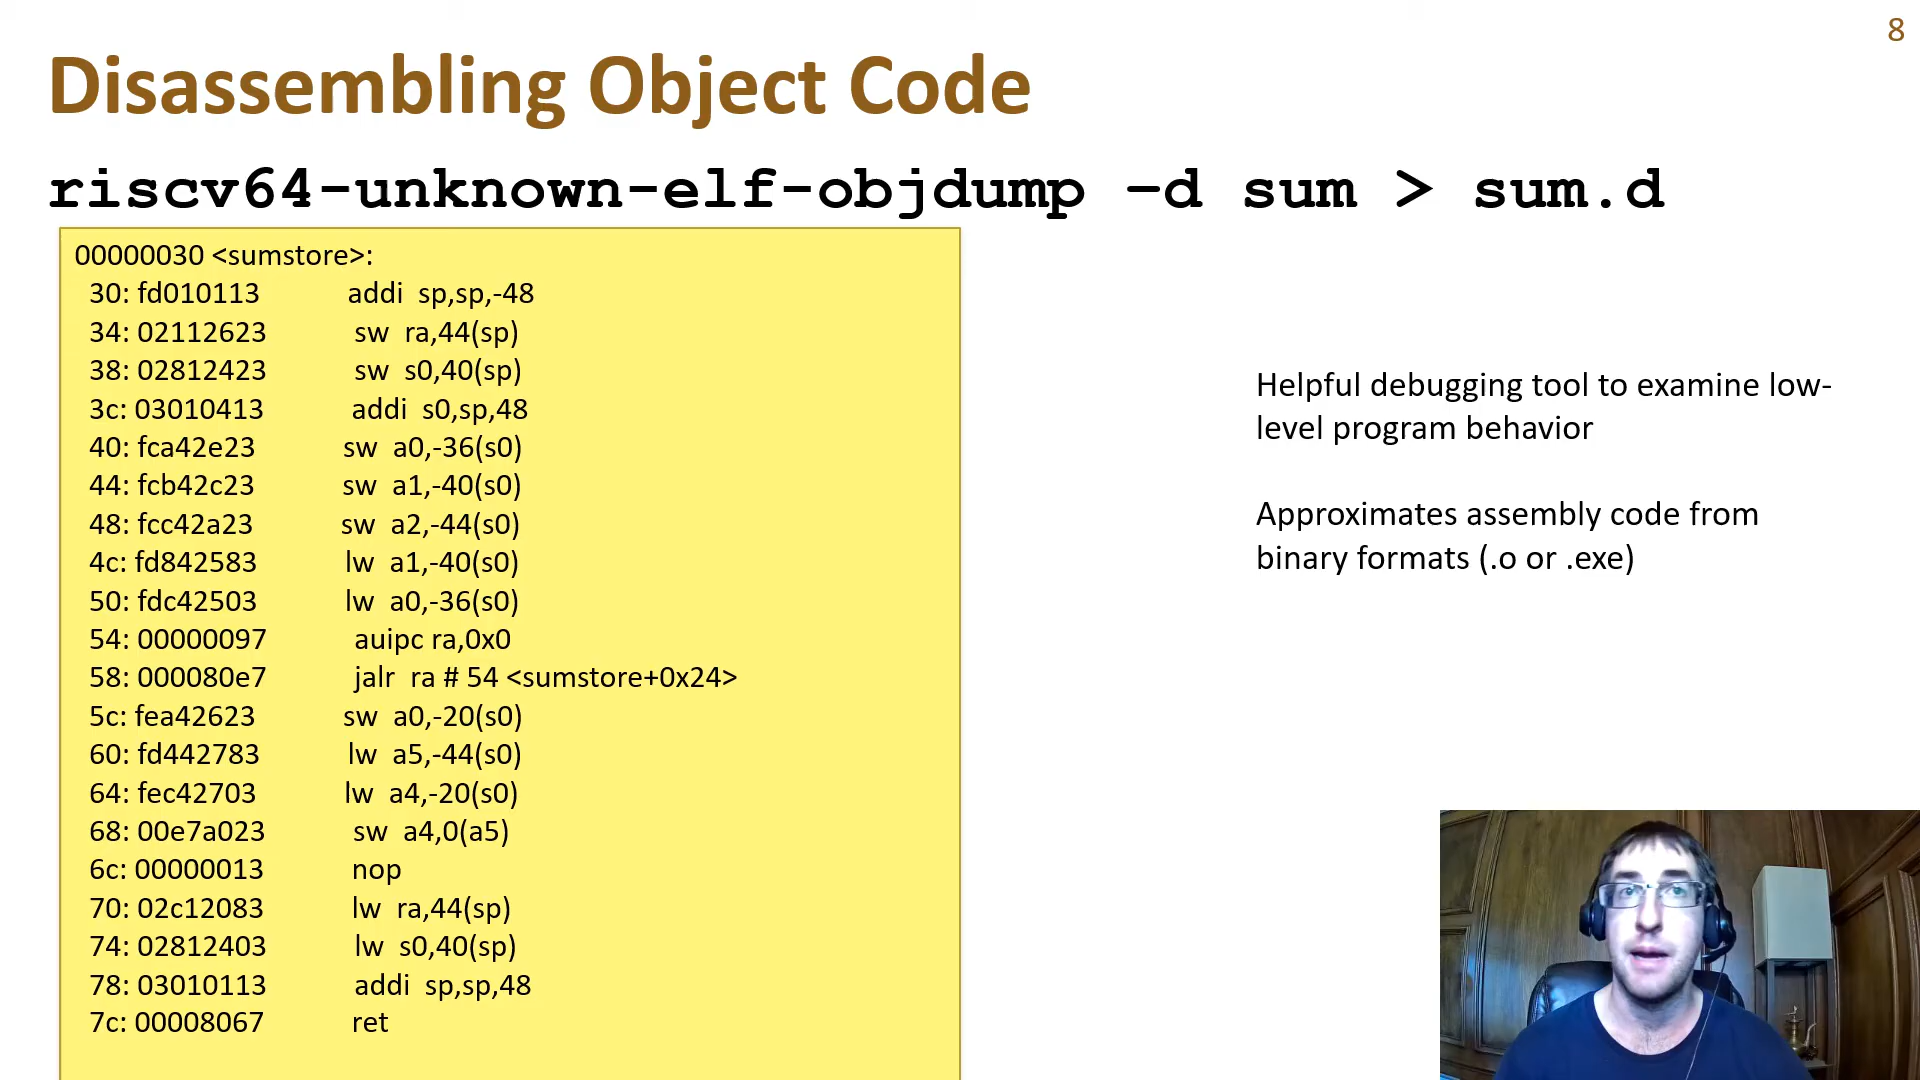 8
Disassembling Object Code
riscv64-unknown-elf-objdump –d sum > sum.d
00000030 <sumstore>:
30: fd010113 addi sp,sp,-48
34: 02112623 sw ra,44(sp)
38: 02812423 sw s0,40(sp)
3c: 03010413 addi s0,sp,48
40: fca42e23 sw a0,-36(s0)
44: fcb42c23 sw a1,-40(s0)
48: fcc42a23 sw a2,-44(s0)
4c: fd842583 lw a1,-40(s0)
50: fdc42503 lw a0,-36(s0)
54: 00000097 auipc ra,0x0
58: 000080e7 jalr ra # 54 <sumstore+0x24>
5c: fea42623 sw a0,-20(s0)
60: fd442783 lw a5,-44(s0)
64: fec42703 lw a4,-20(s0)
68: 00e7a023 sw a4,0(a5)
6c: 00000013 nop
70: 02c12083 lw ra,44(sp)
74: 02812403 lw s0,40(sp)
78: 03010113 addi sp,sp,48
7c: 00008067 ret
Helpful debugging tool to examine low-
level program behavior
Approximates assembly code from
binary formats (.o or .exe)